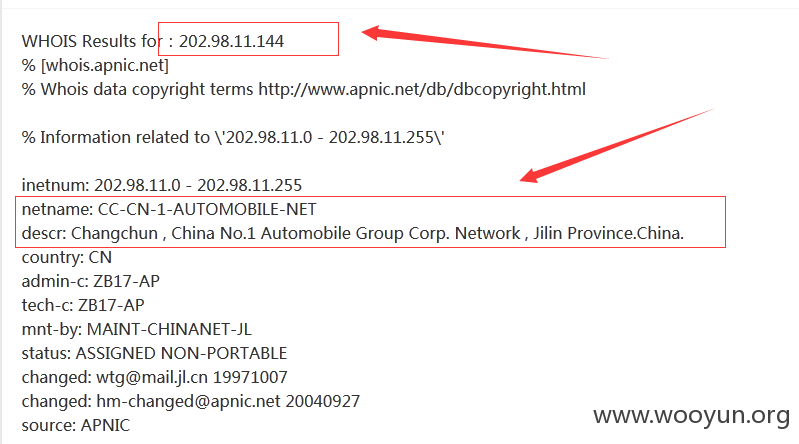 WHOIS Results for : 202.98.11.144
% [whois.apnic.net]
% Whois data copyright terms http://www.apnic.net/db/dbcopyright.html
% Information related to \'202.98.11.0 - 202.98.11.255\'
inetnum: 202.98.11.0 - 202.98.11.255
netname: CC-CN-1-AUTOMOBILE-NET
descr: Changchun , China No.1 Automobile Group Corp. Network , Jilin Province.China.
country: CN
admin-c: ZB17-AP
tech-c: ZB17-AP
mnt-by: MAINT-CHINANET-JL
status: ASSIGNED NON-PORTABLE
changed: wtg@mail.jl.cn 19971007
changed: hm-changed@apnic.net 20040927
source: APNIC
www.wooyun.org